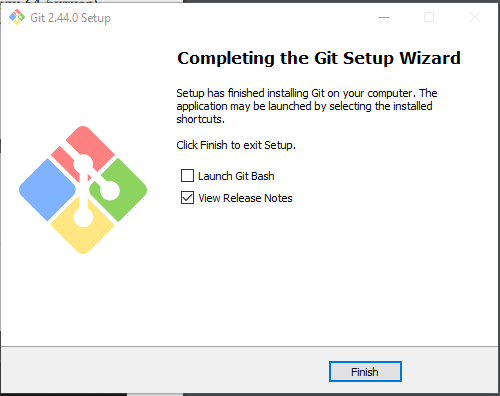 Git 2.44.0 Setup
Completing the Git Setup Wizard
Setup has finished installing Git on your computer. The
application may be launched by selecting the installed
shortcuts.
Click Finish to exit Setup.
Launch Git Bash
View Release Notes
Finish